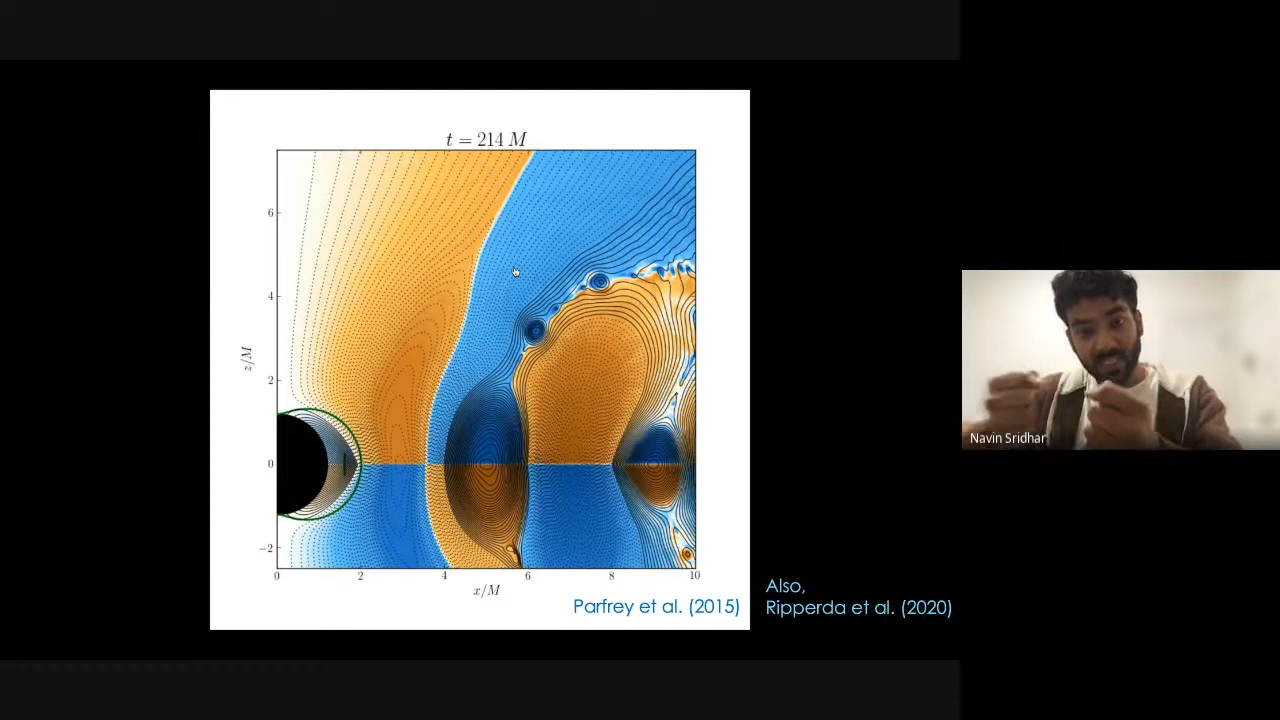 t = 214 M
z/M
6
4
2
0
−2
0 2 4 6 8 10
x/M
Parfrey et al. (2015)
Also,
Ripperda et al. (2020)
Navin Sridhar